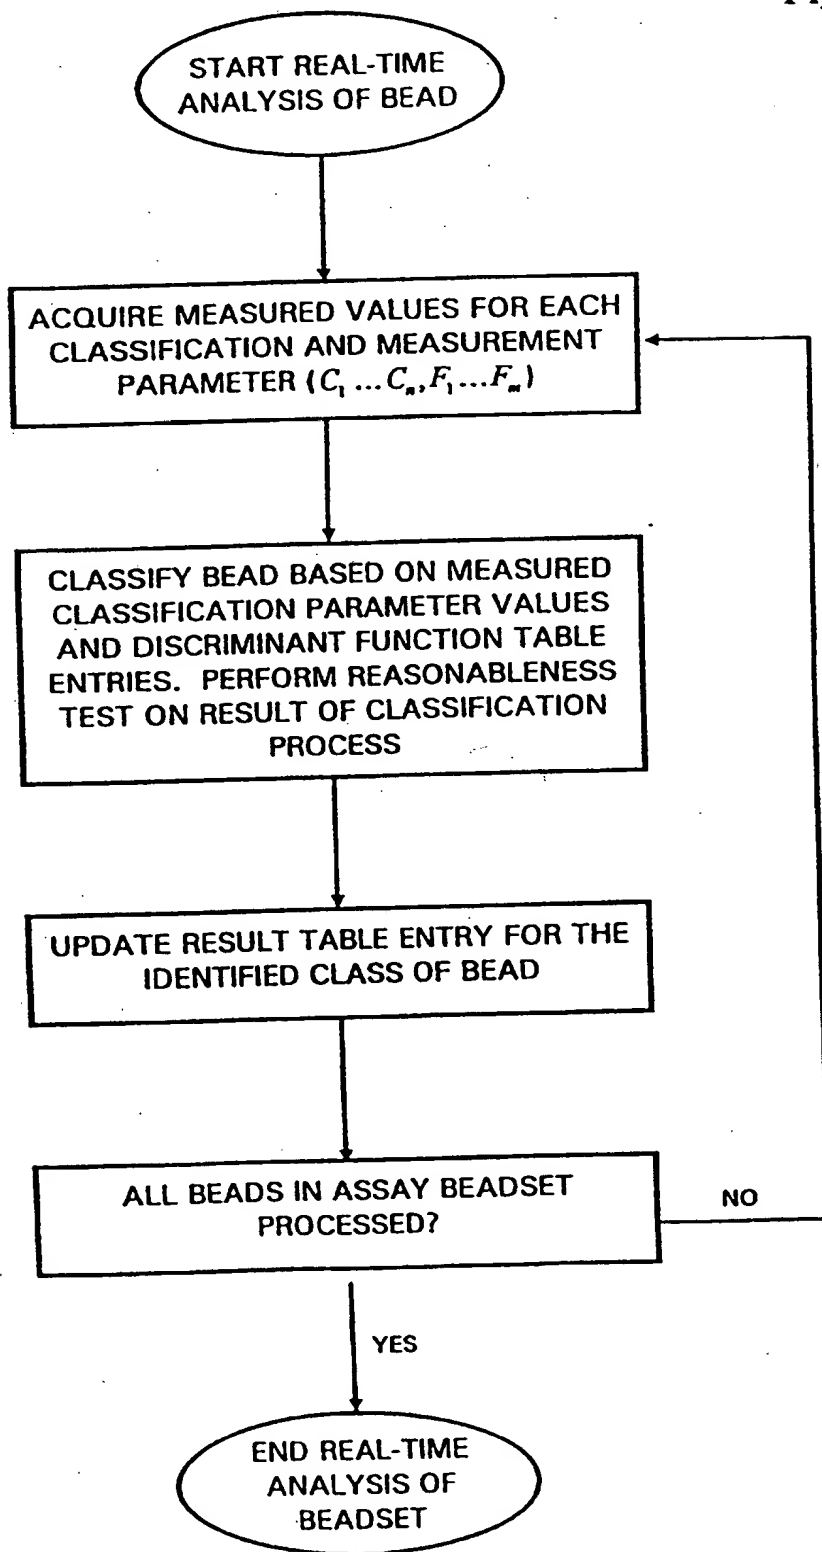 START REAL-TIME
ANALYSIS OF BEAD
ACQUIRE MEASURED VALUES FOR EACH
CLASSIFICATION AND MEASUREMENT
PARAMETER (C₁ ...Cₙ,F₁...Fₘ)
CLASSIFY BEAD BASED ON MEASURED
CLASSIFICATION PARAMETER VALUES
AND DISCRIMINANT FUNCTION TABLE
ENTRIES. PERFORM REASONABLENESS
TEST ON RESULT OF CLASSIFICATION
PROCESS
UPDATE RESULT TABLE ENTRY FOR THE
IDENTIFIED CLASS OF BEAD
ALL BEADS IN ASSAY BEADSET
PROCESSED?
NO
YES
END REAL-TIME
ANALYSIS OF
BEADSET